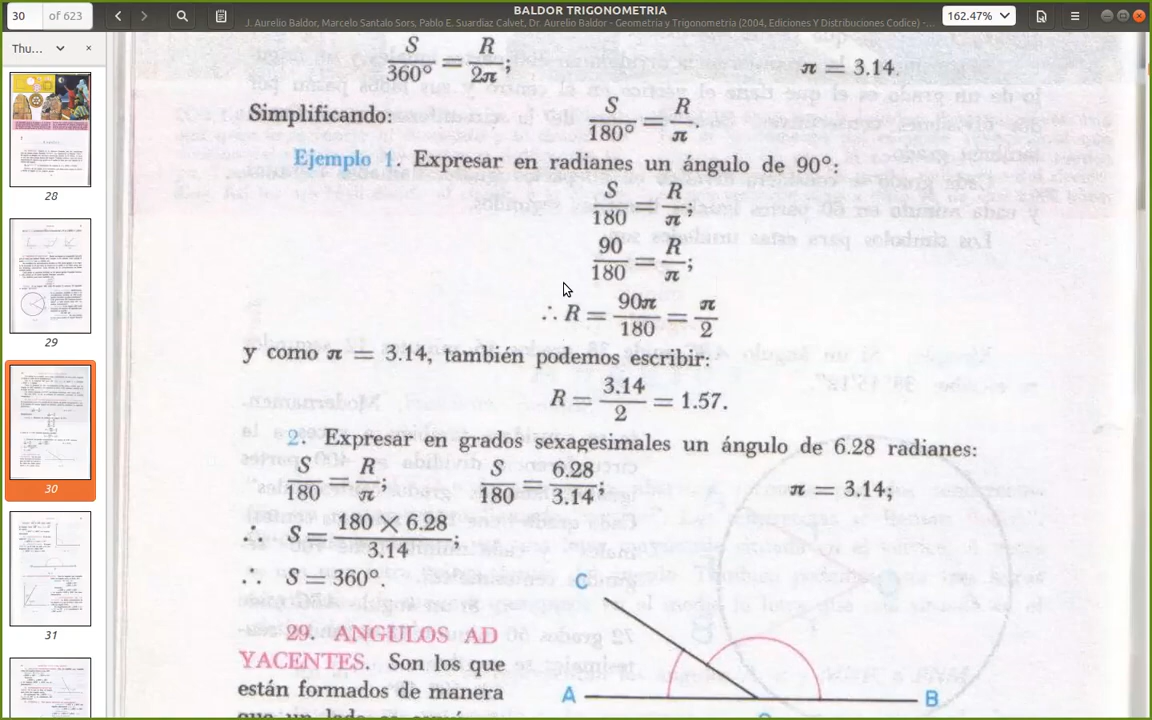 30 of 623
BALDOR TRIGONOMETRIA
J. Aurelio Baldor, Marcelo Santalo Sors, Pablo E. Suardiaz Calvet, Dr. Aurelio Baldor - Geometria y Trigonometria (2004, Ediciones Y Distribuciones Codice) -...
162.47%
Thu...
28
29
30
31
S/360° = R/2π; π = 3.14.
Simplificando: S/180° = R/π.
Ejemplo 1. Expresar en radianes un ángulo de 90°:
S/180 = R/π;
90/180 = R/π;
∴ R = 90π/180 = π/2
y como π = 3.14, también podemos escribir:
R = 3.14/2 = 1.57.
2. Expresar en grados sexagesimales un ángulo de 6.28 radianes:
S/180 = R/π; S/180 = 6.28/3.14; π = 3.14;
∴ S = 180 × 6.28/3.14;
∴ S = 360°.
29. ANGULOS AD
YACENTES. Son los que
están formados de manera
C
A
B